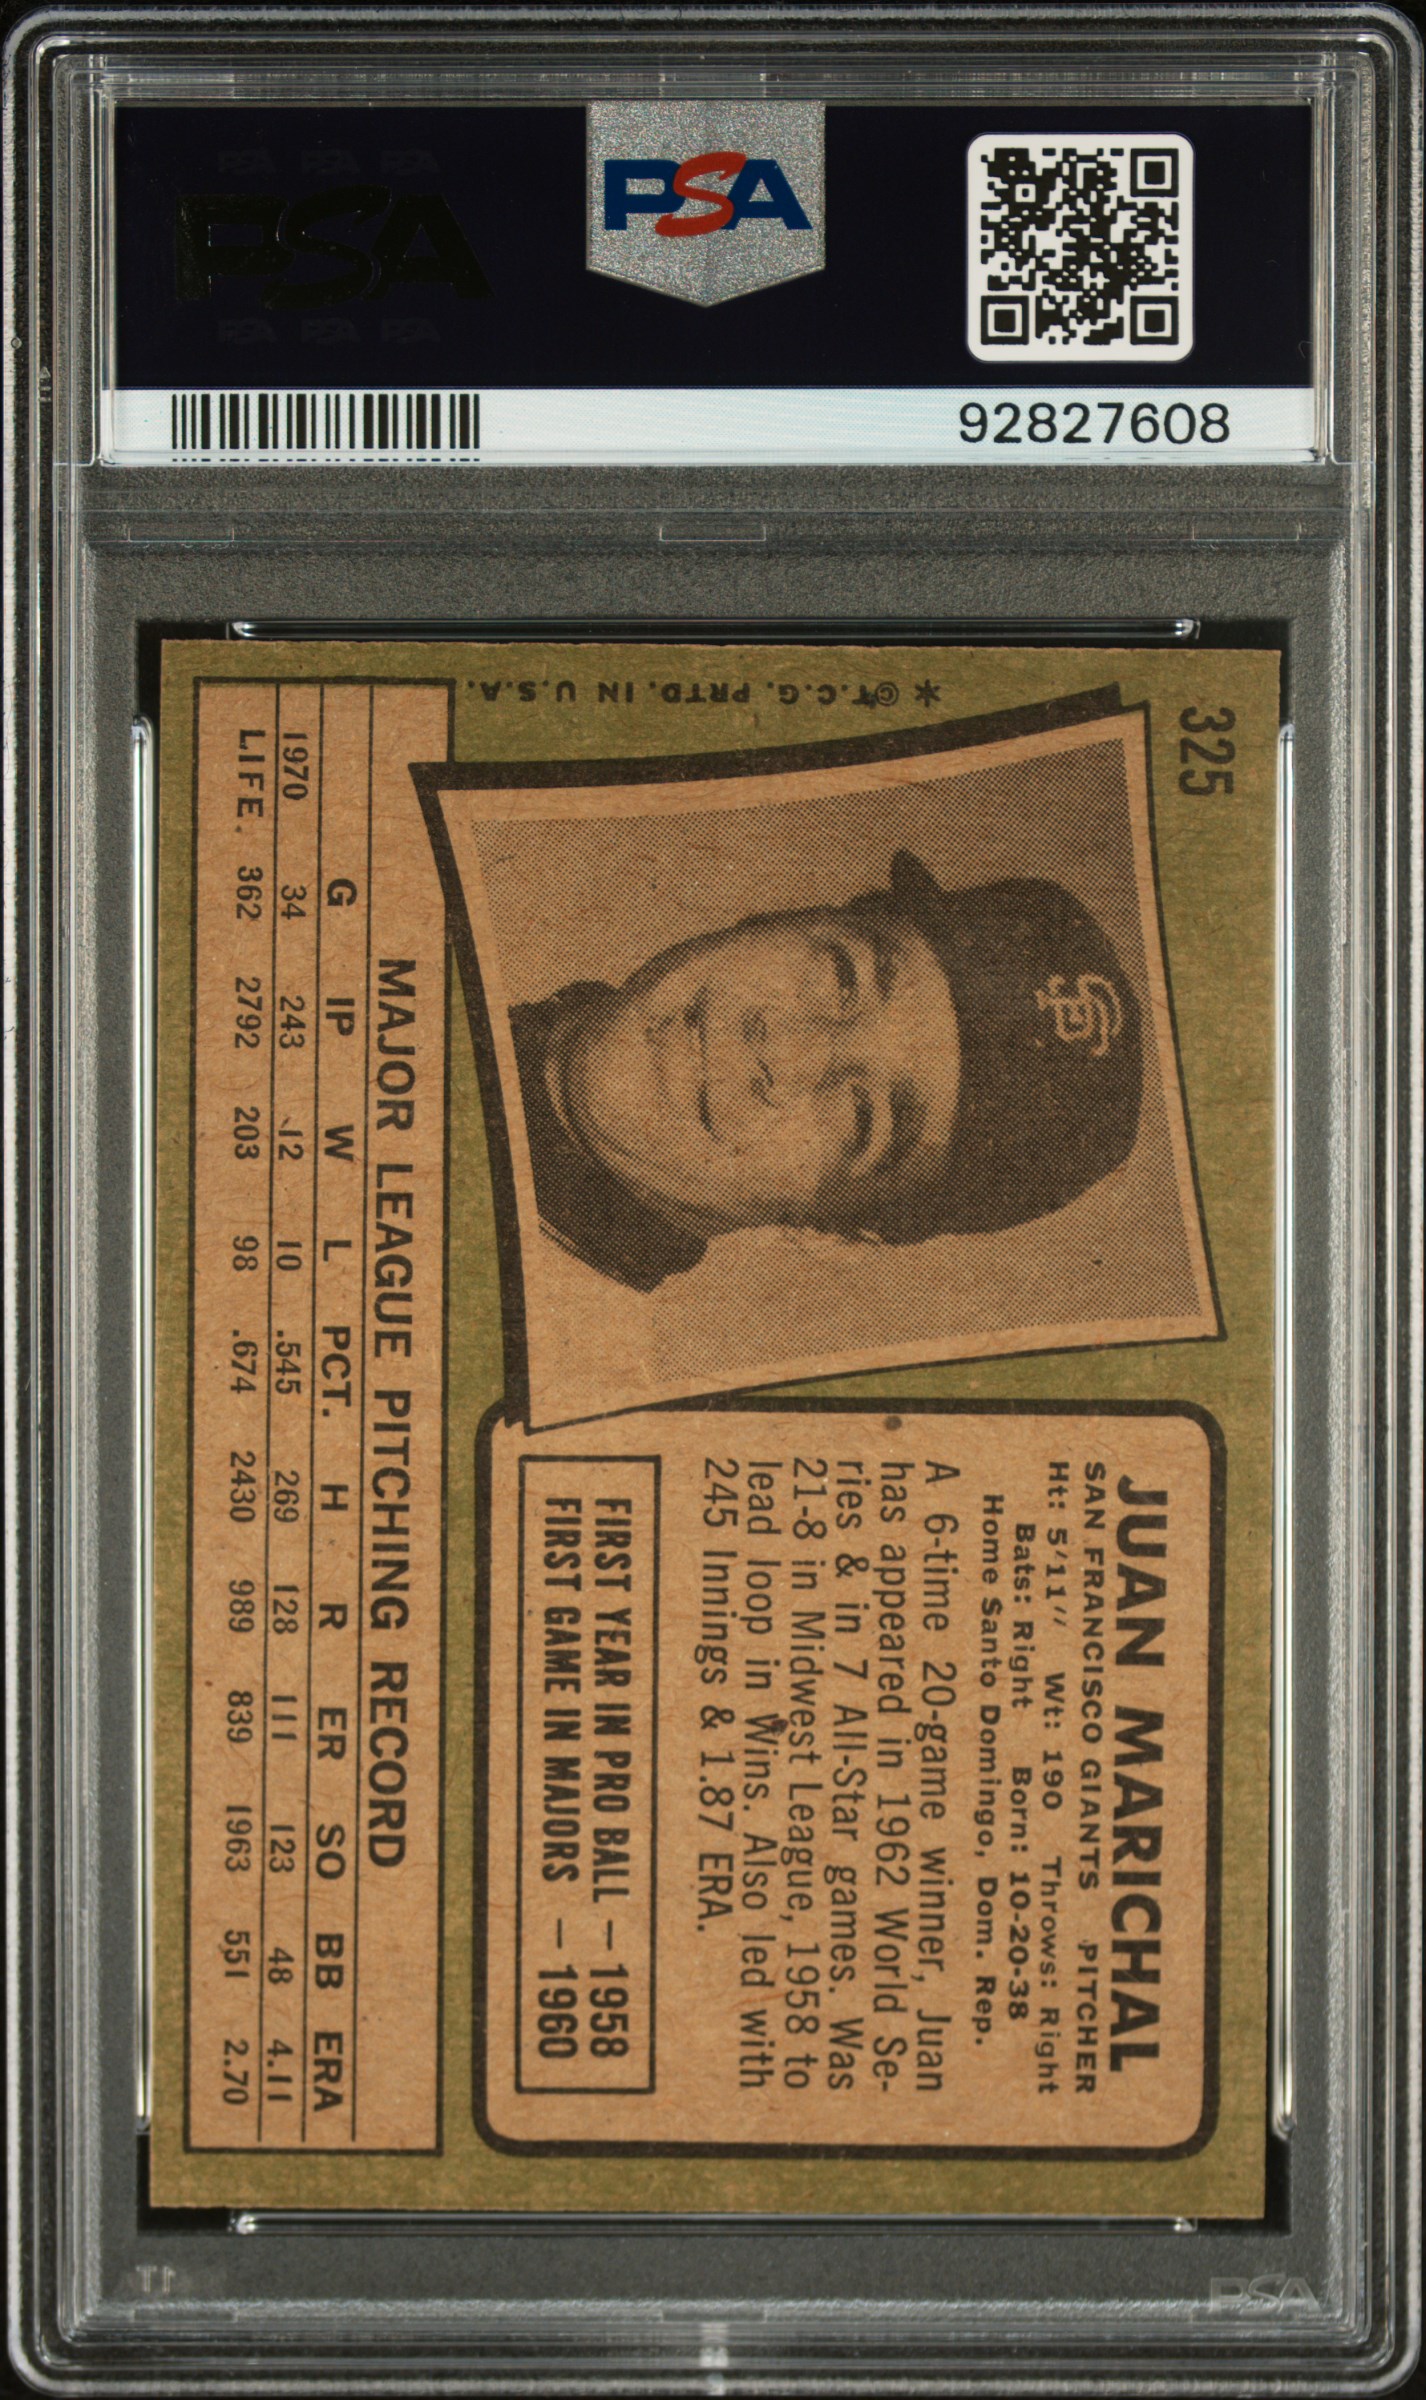 PSA
PSA
92827608
325
* © T.C.G. PRTD. IN U.S.A.
SF
JUAN MARICHAL
SAN FRANCISCO GIANTS PITCHER
Ht: 5'11" Wt: 190 Throws: Right
Bats: Right Born: 10-20-38
Home Santo Domingo, Dom. Rep.
A 6-time 20-game winner, Juan
has appeared in 1962 World Se-
ries & in 7 All-Star games. Was
21-8 in Midwest League, 1958 to
lead loop in Wins. Also led with
245 Innings & 1.87 ERA.
FIRST YEAR IN PRO BALL — 1958
FIRST GAME IN MAJORS — 1960
MAJOR LEAGUE PITCHING RECORD
G IP W L PCT. H R ER SO BB ERA
1970 34 243 12 10 .545 269 128 111 123 48 4.11
LIFE. 362 2792 203 98 .674 2430 989 839 1963 551 2.70
PSA